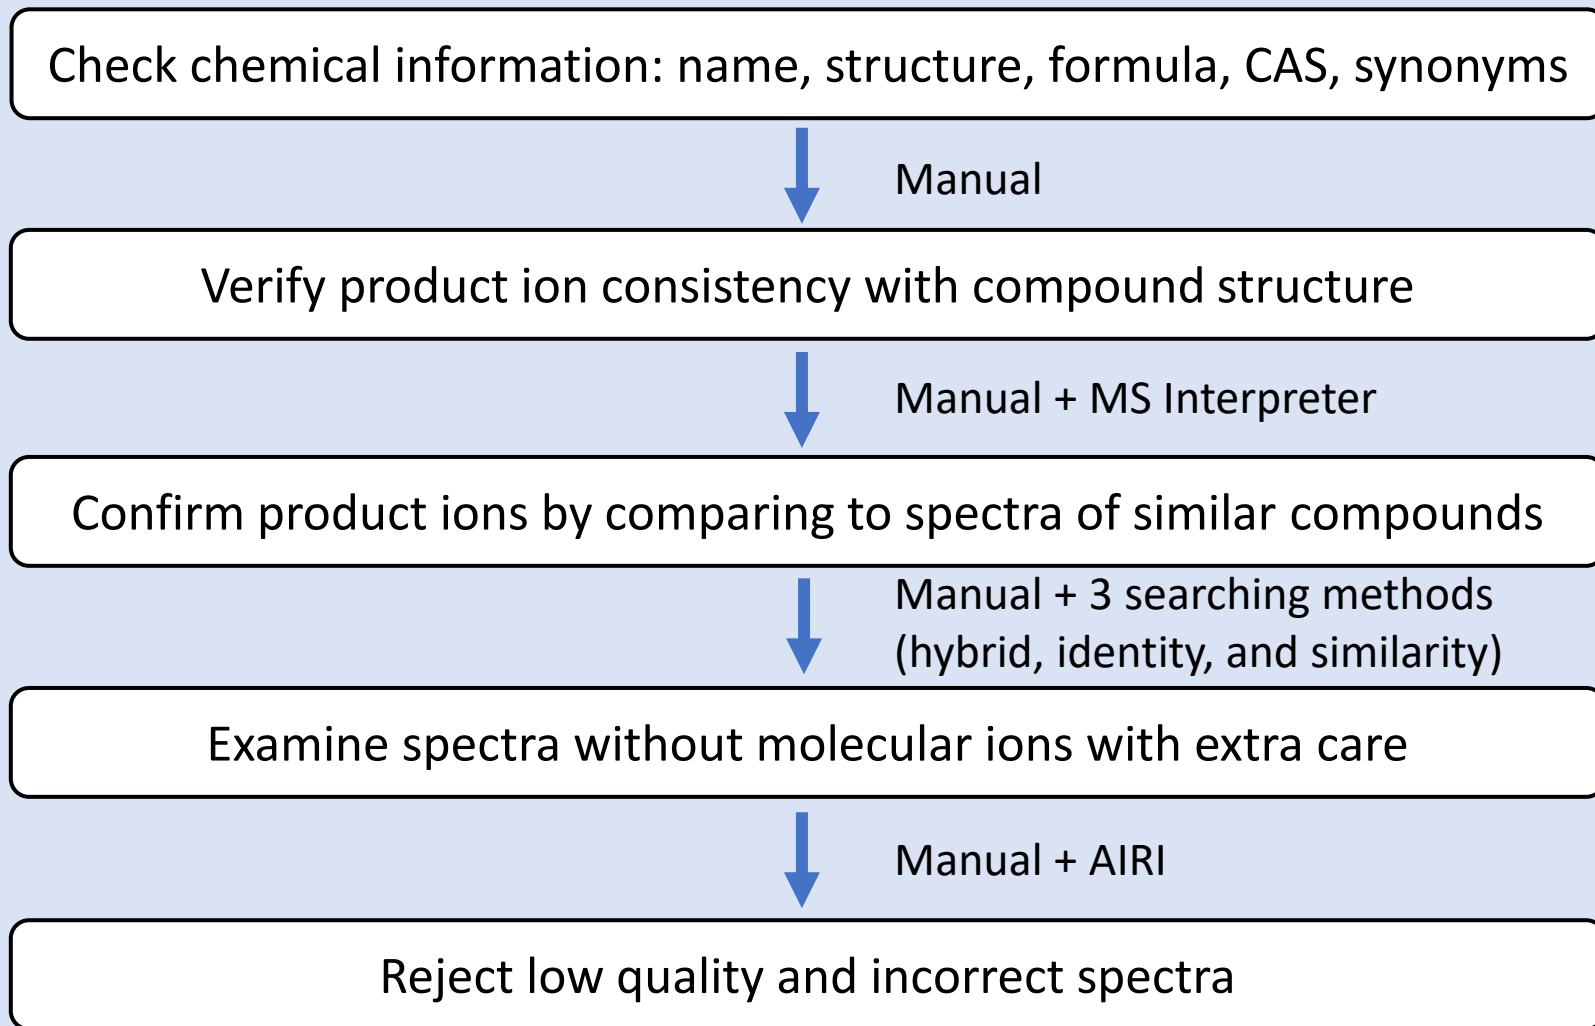 Check chemical information: name, structure, formula, CAS, synonyms
Manual
Verify product ion consistency with compound structure
Manual + MS Interpreter
Confirm product ions by comparing to spectra of similar compounds
Manual + 3 searching methods
(hybrid, identity, and similarity)
Examine spectra without molecular ions with extra care
Manual + AIRI
Reject low quality and incorrect spectra